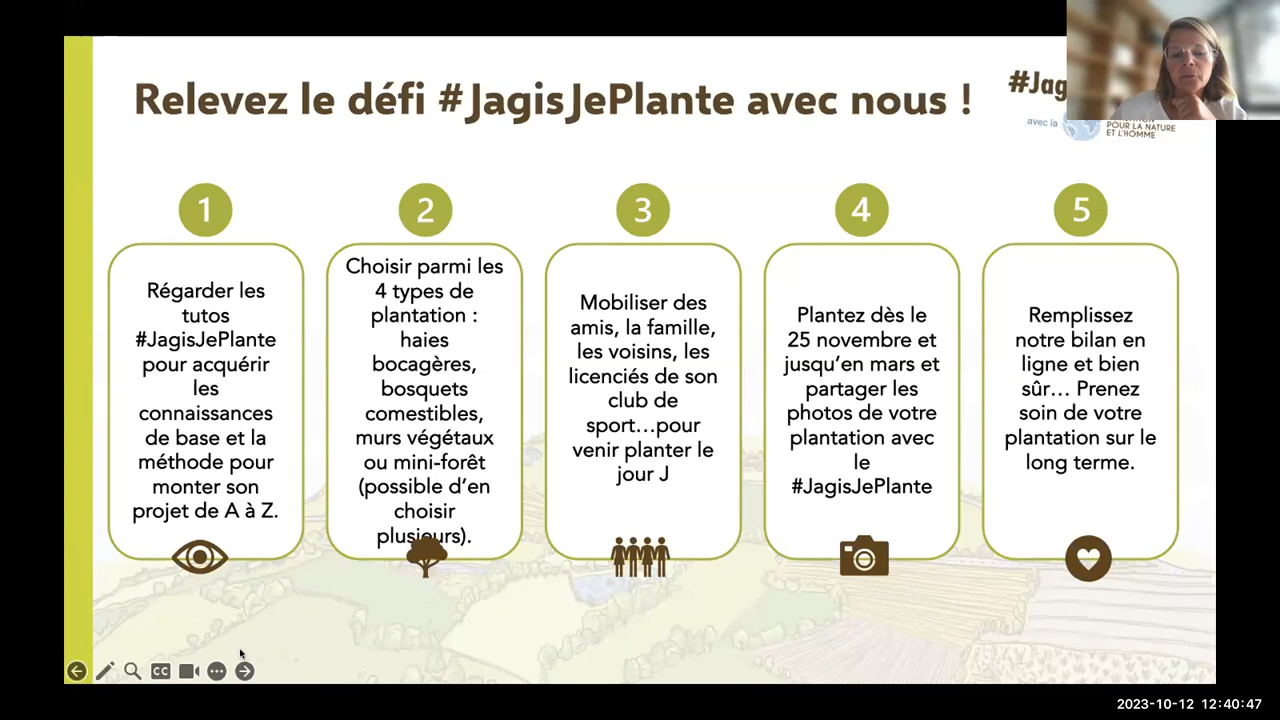 Relevez le défi #JagisJePlante avec nous !
#Jag
avec la
POUR LA NATURE
ET L'HOMME
1
Régarder les
tutos
#JagisJePlante
pour acquérir
les
connaissances
de base et la
méthode pour
monter son
projet de A à Z.
2
Choisir parmi les
4 types de
plantation :
haies
bocagères,
bosquets
comestibles,
murs végétaux
ou mini-forêt
(possible d'en
choisir
plusieurs).
3
Mobiliser des
amis, la famille,
les voisins, les
licenciés de son
club de
sport...pour
venir planter le
jour J
4
Plantez dès le
25 novembre et
jusqu'en mars et
partager les
photos de votre
plantation avec
le
#JagisJePlante
5
Remplissez
notre bilan en
ligne et bien
sûr... Prenez
soin de votre
plantation sur le
long terme.
CC
2023-10-12 12:40:47